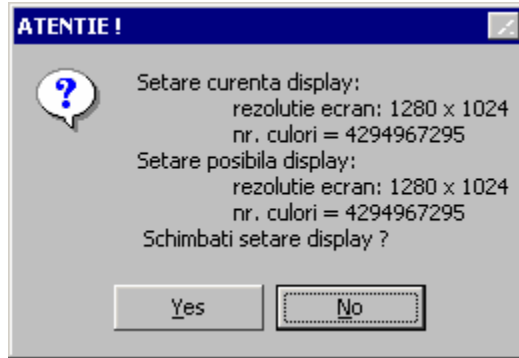 ATENTIE !
Setare curenta display:
rezolutie ecran: 1280 x 1024
nr. culori = 4294967295
Setare posibila display:
rezolutie ecran: 1280 x 1024
nr. culori = 4294967295
Schimbati setare display ?
Yes
No